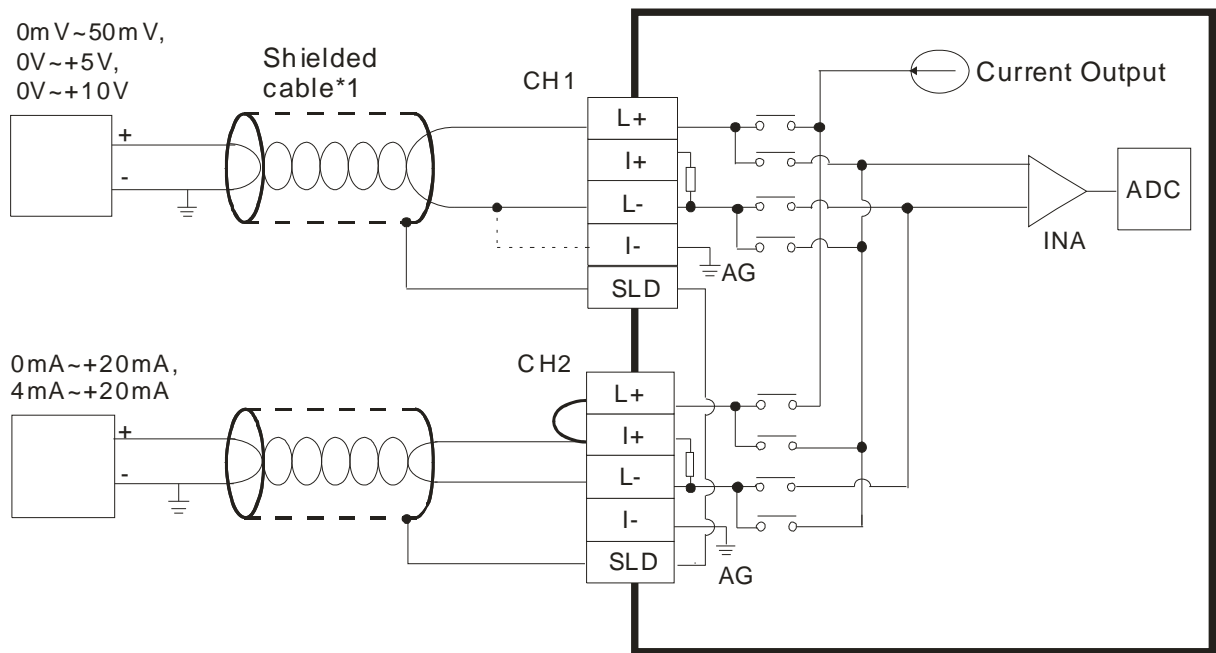 0mV~50mV,
0V~+5V,
0V~+10V
+
-
Shielded
cable*1
CH1
L+
I+
L-
I-
SLD
AG
Current Output
INA
ADC
0mA~+20mA,
4mA~+20mA
+
-
CH2
L+
I+
L-
I-
SLD
AG